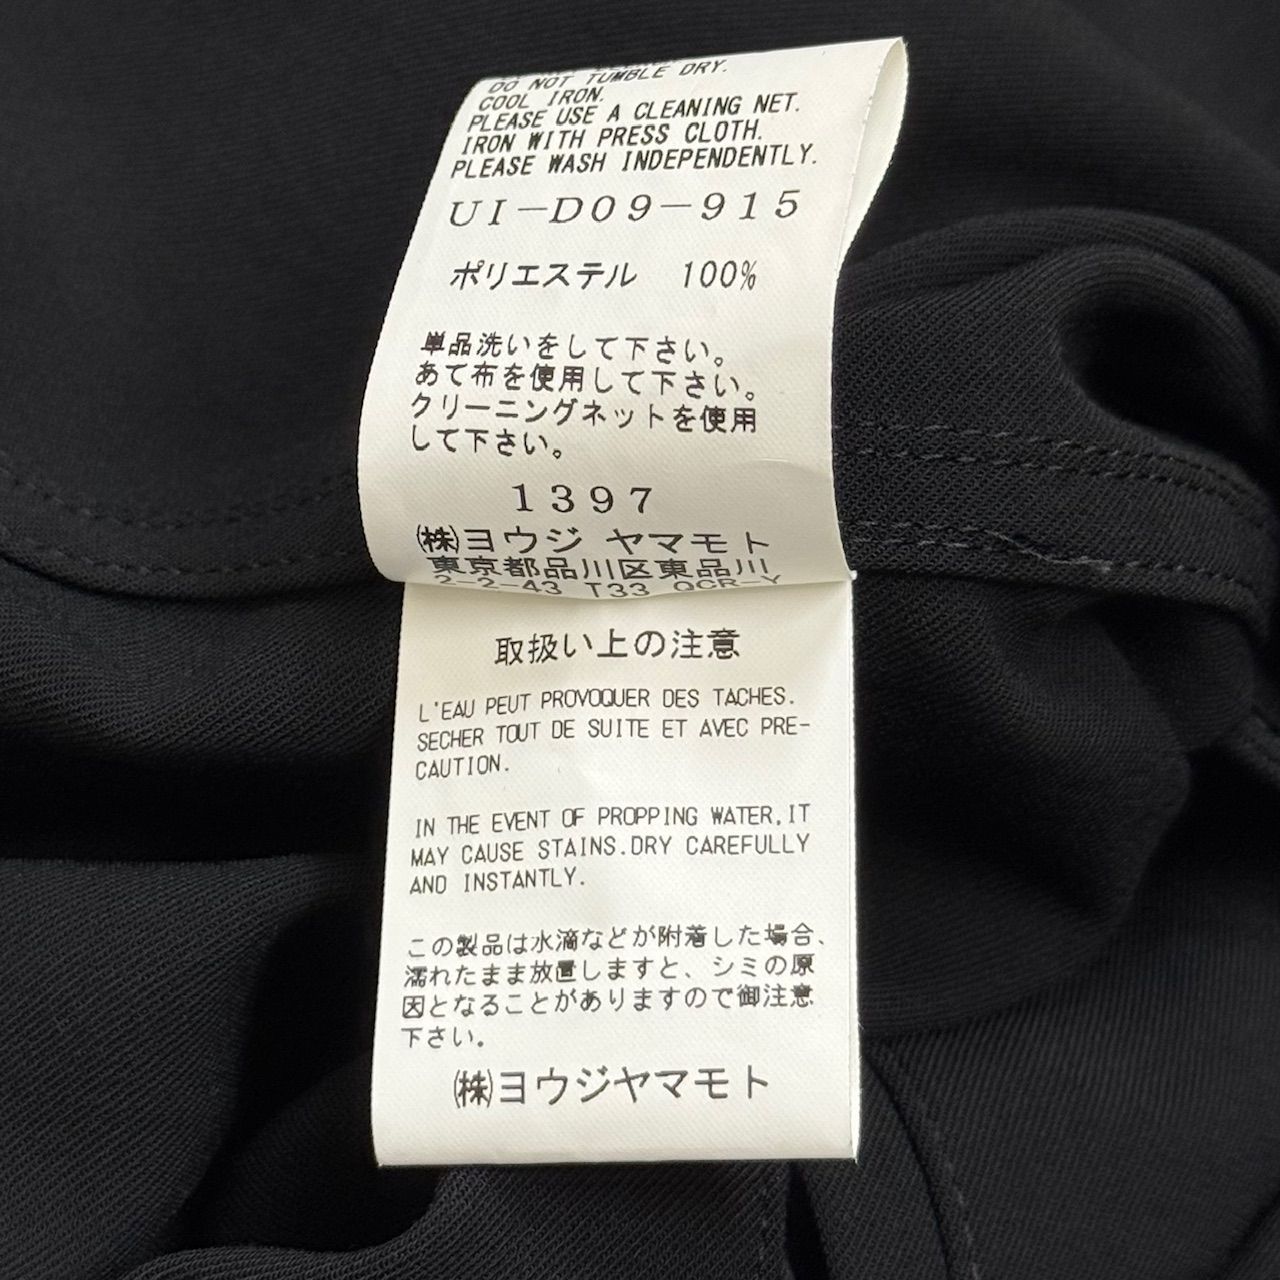 DO NOT TUMBLE DRY.
COOL IRON.
PLEASE USE A CLEANING NET.
IRON WITH PRESS CLOTH.
PLEASE WASH INDEPENDENTLY.
UI-D09-915
ポリエステル 100%
単品洗いをして下さい。
あて布を使用して下さい。
クリーニングネットを使用
して下さい。
1397
㈱ヨウジ ヤマモト
東京都品川区東品川
2-2-43 T33 QCR-Y
取扱い上の注意
L'EAU PEUT PROVOQUER DES TACHES.
SECHER TOUT DE SUITE ET AVEC PRE-
CAUTION.
IN THE EVENT OF PROPPING WATER,IT
MAY CAUSE STAINS.DRY CAREFULLY
AND INSTANTLY.
この製品は水滴などが附着した場合、
濡れたまま放置しますと、シミの原
因となることがありますので御注意
下さい。
㈱ヨウジヤマモト